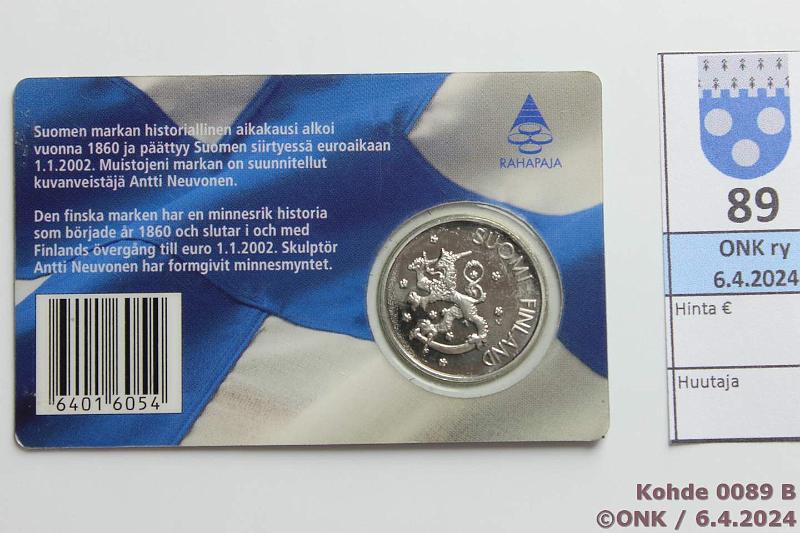 Suomen markan historiallinen aikakausi alkoi
vuonna 1860 ja päättyy Suomen siirtyessä euroaikaan
1.1.2002. Muistojeni markan on suunnitellut
kuvanveistäjä Antti Neuvonen.
Den finska marken har en minnesrik historia
som började år 1860 och slutar i och med
Finlands övergång till euro 1.1.2002. Skulptör
Antti Neuvonen har formgivit minnesmyntet.
RAHAPAJA
SUOMI FINLAND
64016054
89
ONK ry
6.4.2024
Hinta €
Huutaja
Kohde 0089 B
©ONK / 6.4.2024